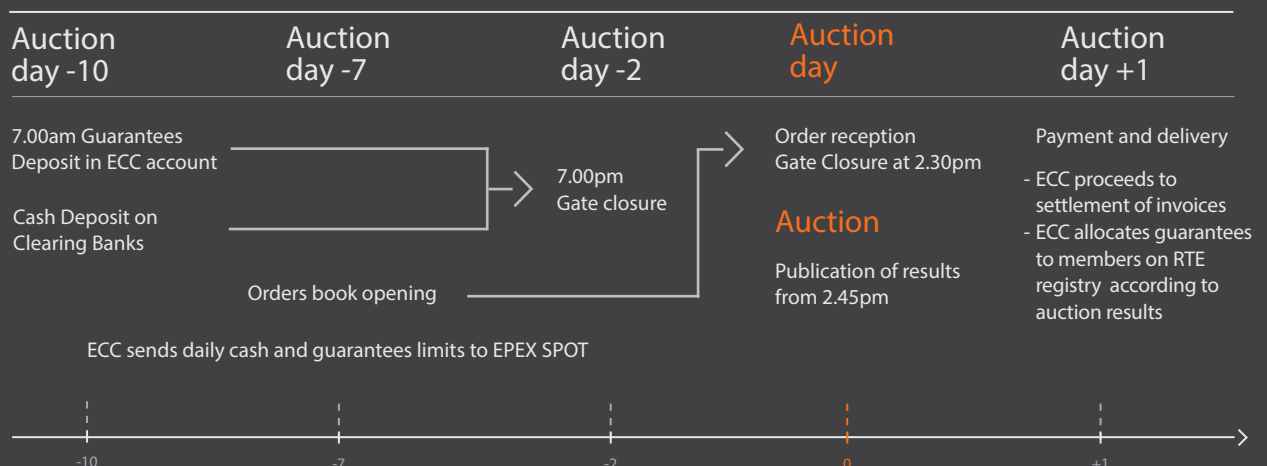 Auction
day -10
Auction
day -7
Auction
day -2
Auction
day
Auction
day +1
7.00am Guarantees
Deposit in ECC account
Cash Deposit on
Clearing Banks
7.00pm
Gate closure
Orders book opening
ECC sends daily cash and guarantees limits to EPEX SPOT
Order reception
Gate Closure at 2.30pm
Auction
Publication of results
from 2.45pm
Payment and delivery
- ECC proceeds to
settlement of invoices
- ECC allocates guarantees
to members on RTE
registry according to
auction results
-10
-7
-2
0
+1